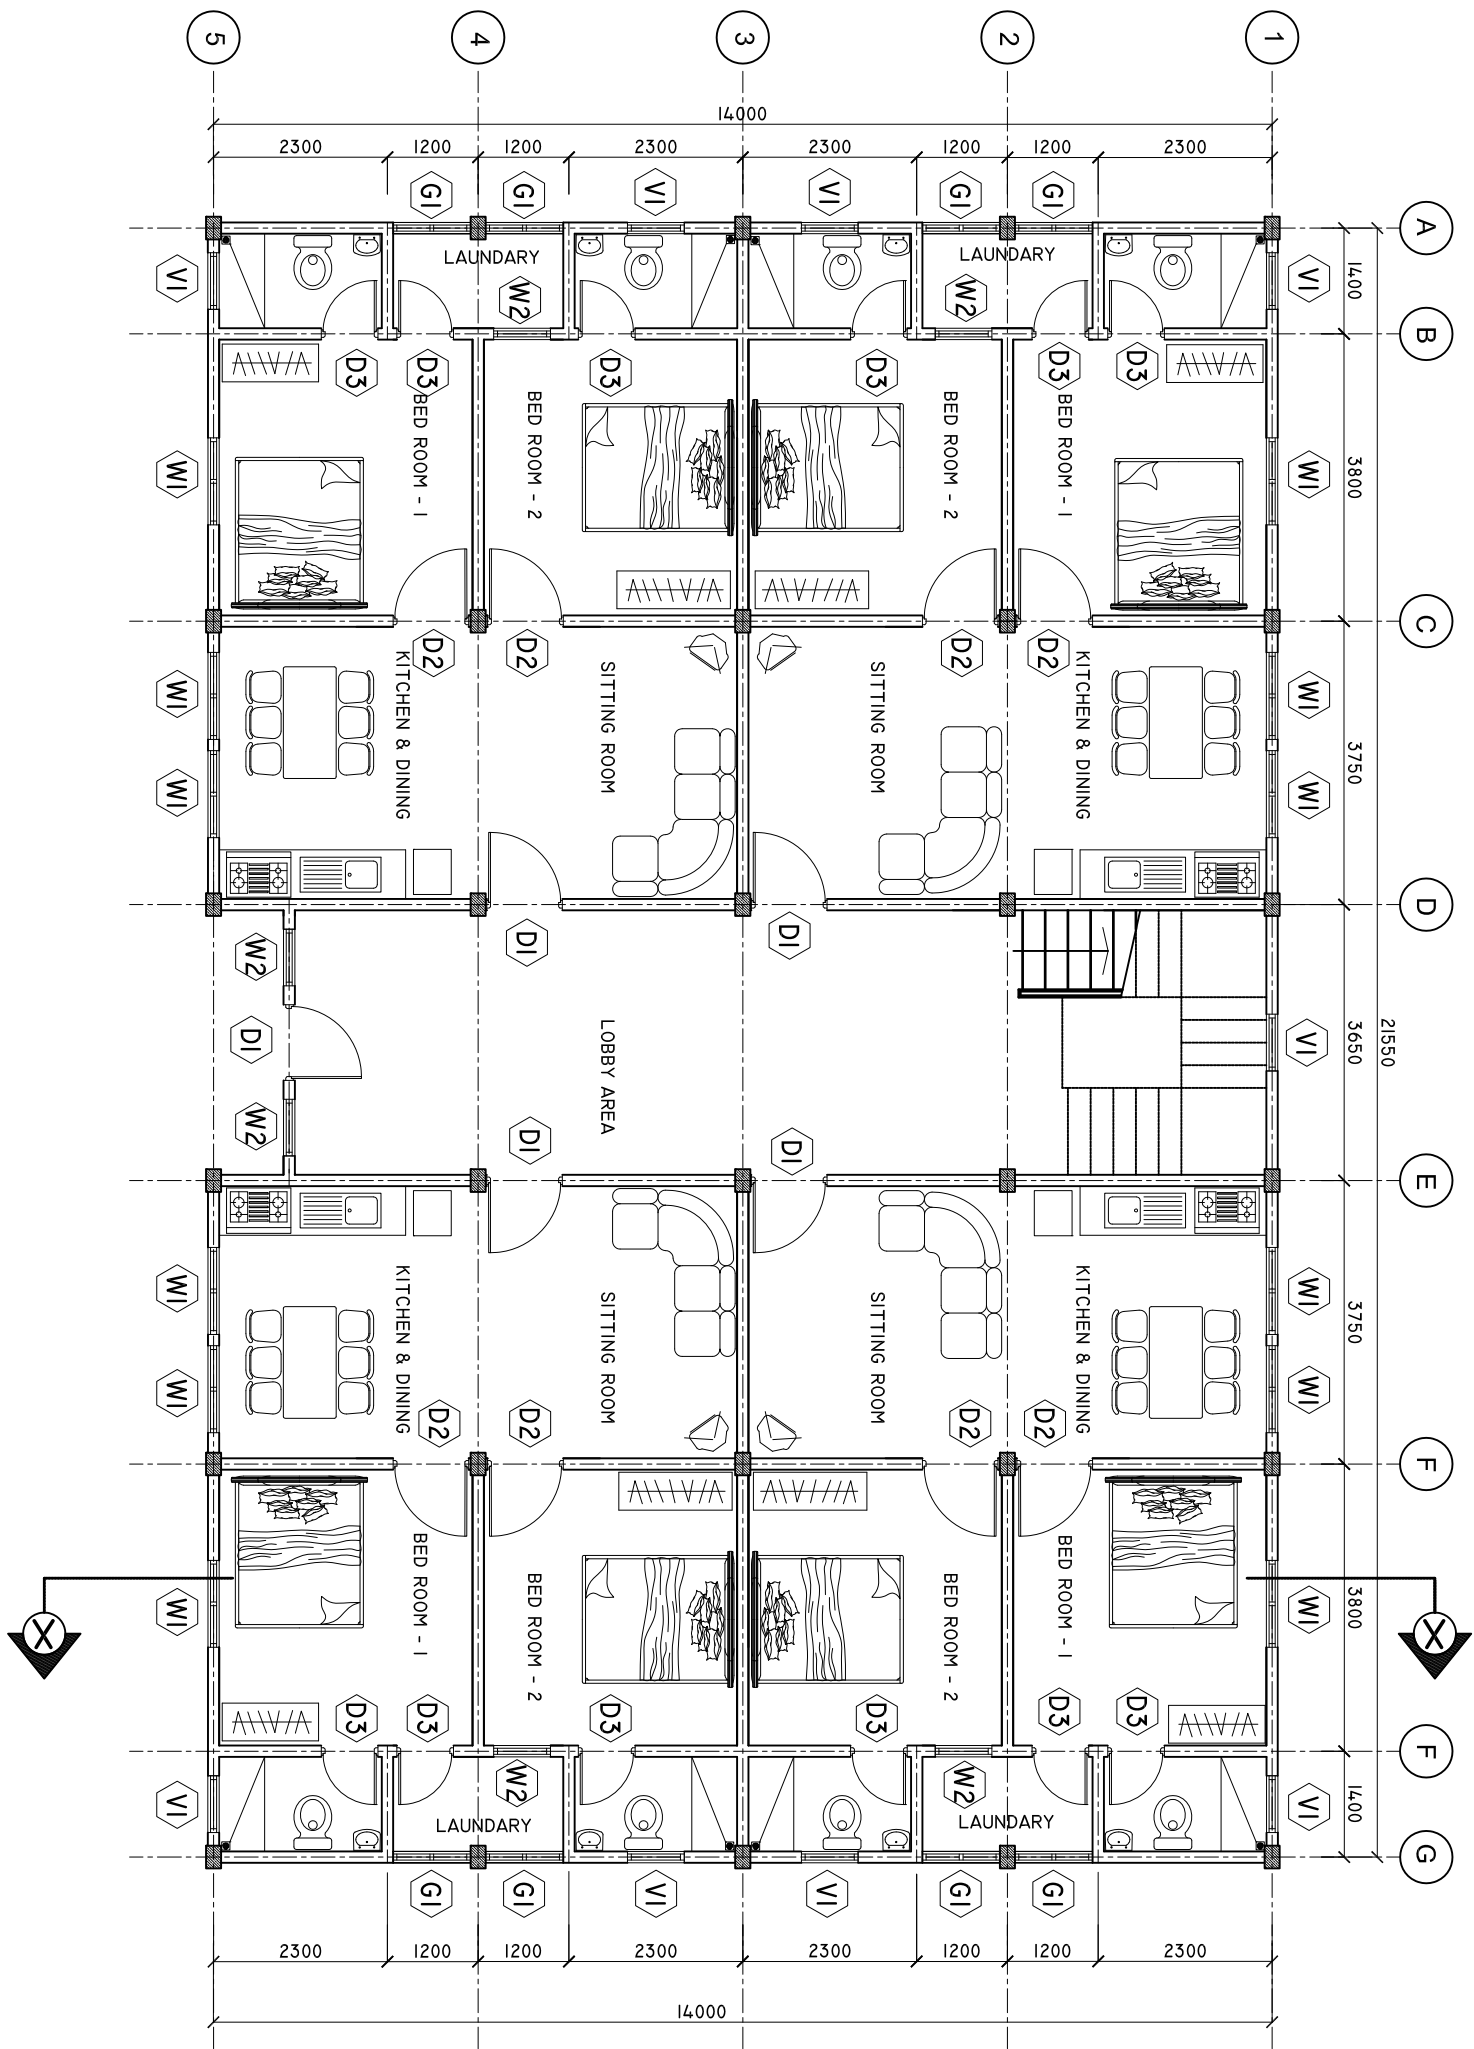 5
4
3
2
1
14000
2300
1200
1200
2300
2300
1200
1200
2300
G1
G1
V1
V1
G1
G1
A
LAUNDARY
LAUNDARY
V1
W2
W2
V1
1400
B
D3
D3
D3
D3
D3
D3
BED ROOM - 1
BED ROOM - 2
BED ROOM - 2
BED ROOM - 1
W1
W1
3800
C
D2
D2
D2
D2
KITCHEN & DINING
SITTING ROOM
SITTING ROOM
KITCHEN & DINING
W1
W1
3750
W1
W1
D
D1
D1
W2
D1
W2
LOBBY AREA
V1
3650
21550
D1
D1
E
KITCHEN & DINING
SITTING ROOM
SITTING ROOM
KITCHEN & DINING
W1
W1
3750
W1
W1
D2
D2
D2
D2
F
BED ROOM - 1
BED ROOM - 2
BED ROOM - 2
BED ROOM - 1
W1
W1
3800
X
X
D3
D3
D3
D3
D3
D3
F
V1
W2
W2
V1
1400
LAUNDARY
LAUNDARY
G
G1
G1
V1
V1
G1
G1
2300
1200
1200
2300
2300
1200
1200
2300
14000